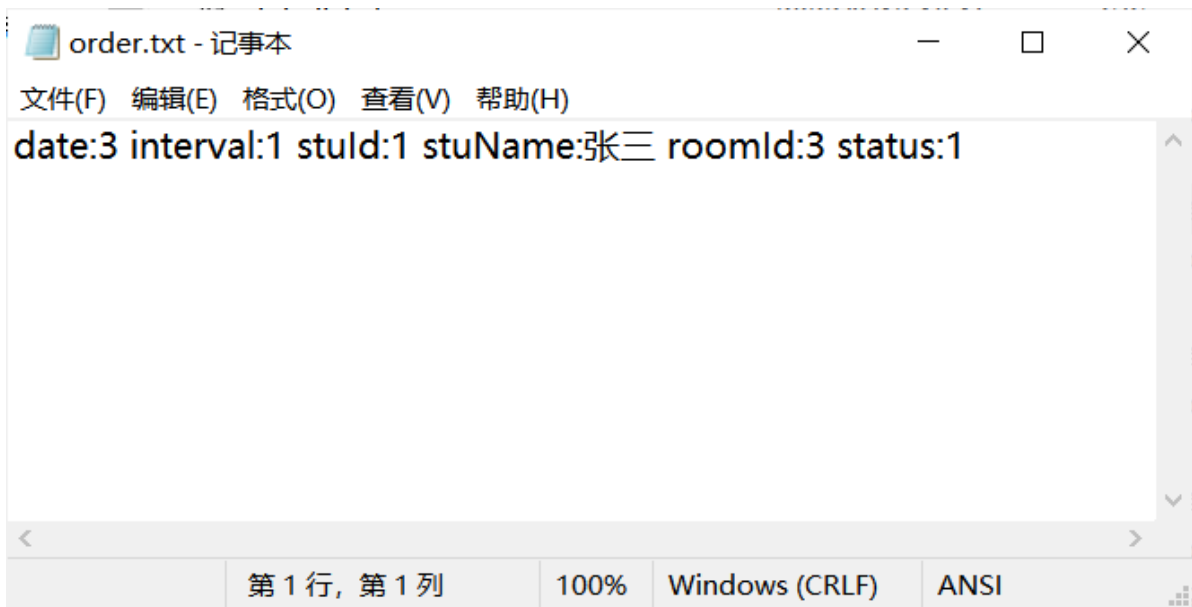 order.txt - 记事本
文件(F) 编辑(E) 格式(O) 查看(V) 帮助(H)
date:3 interval:1 stuId:1 stuName:张三 roomId:3 status:1
第 1 行，第 1 列 100% Windows (CRLF) ANSI